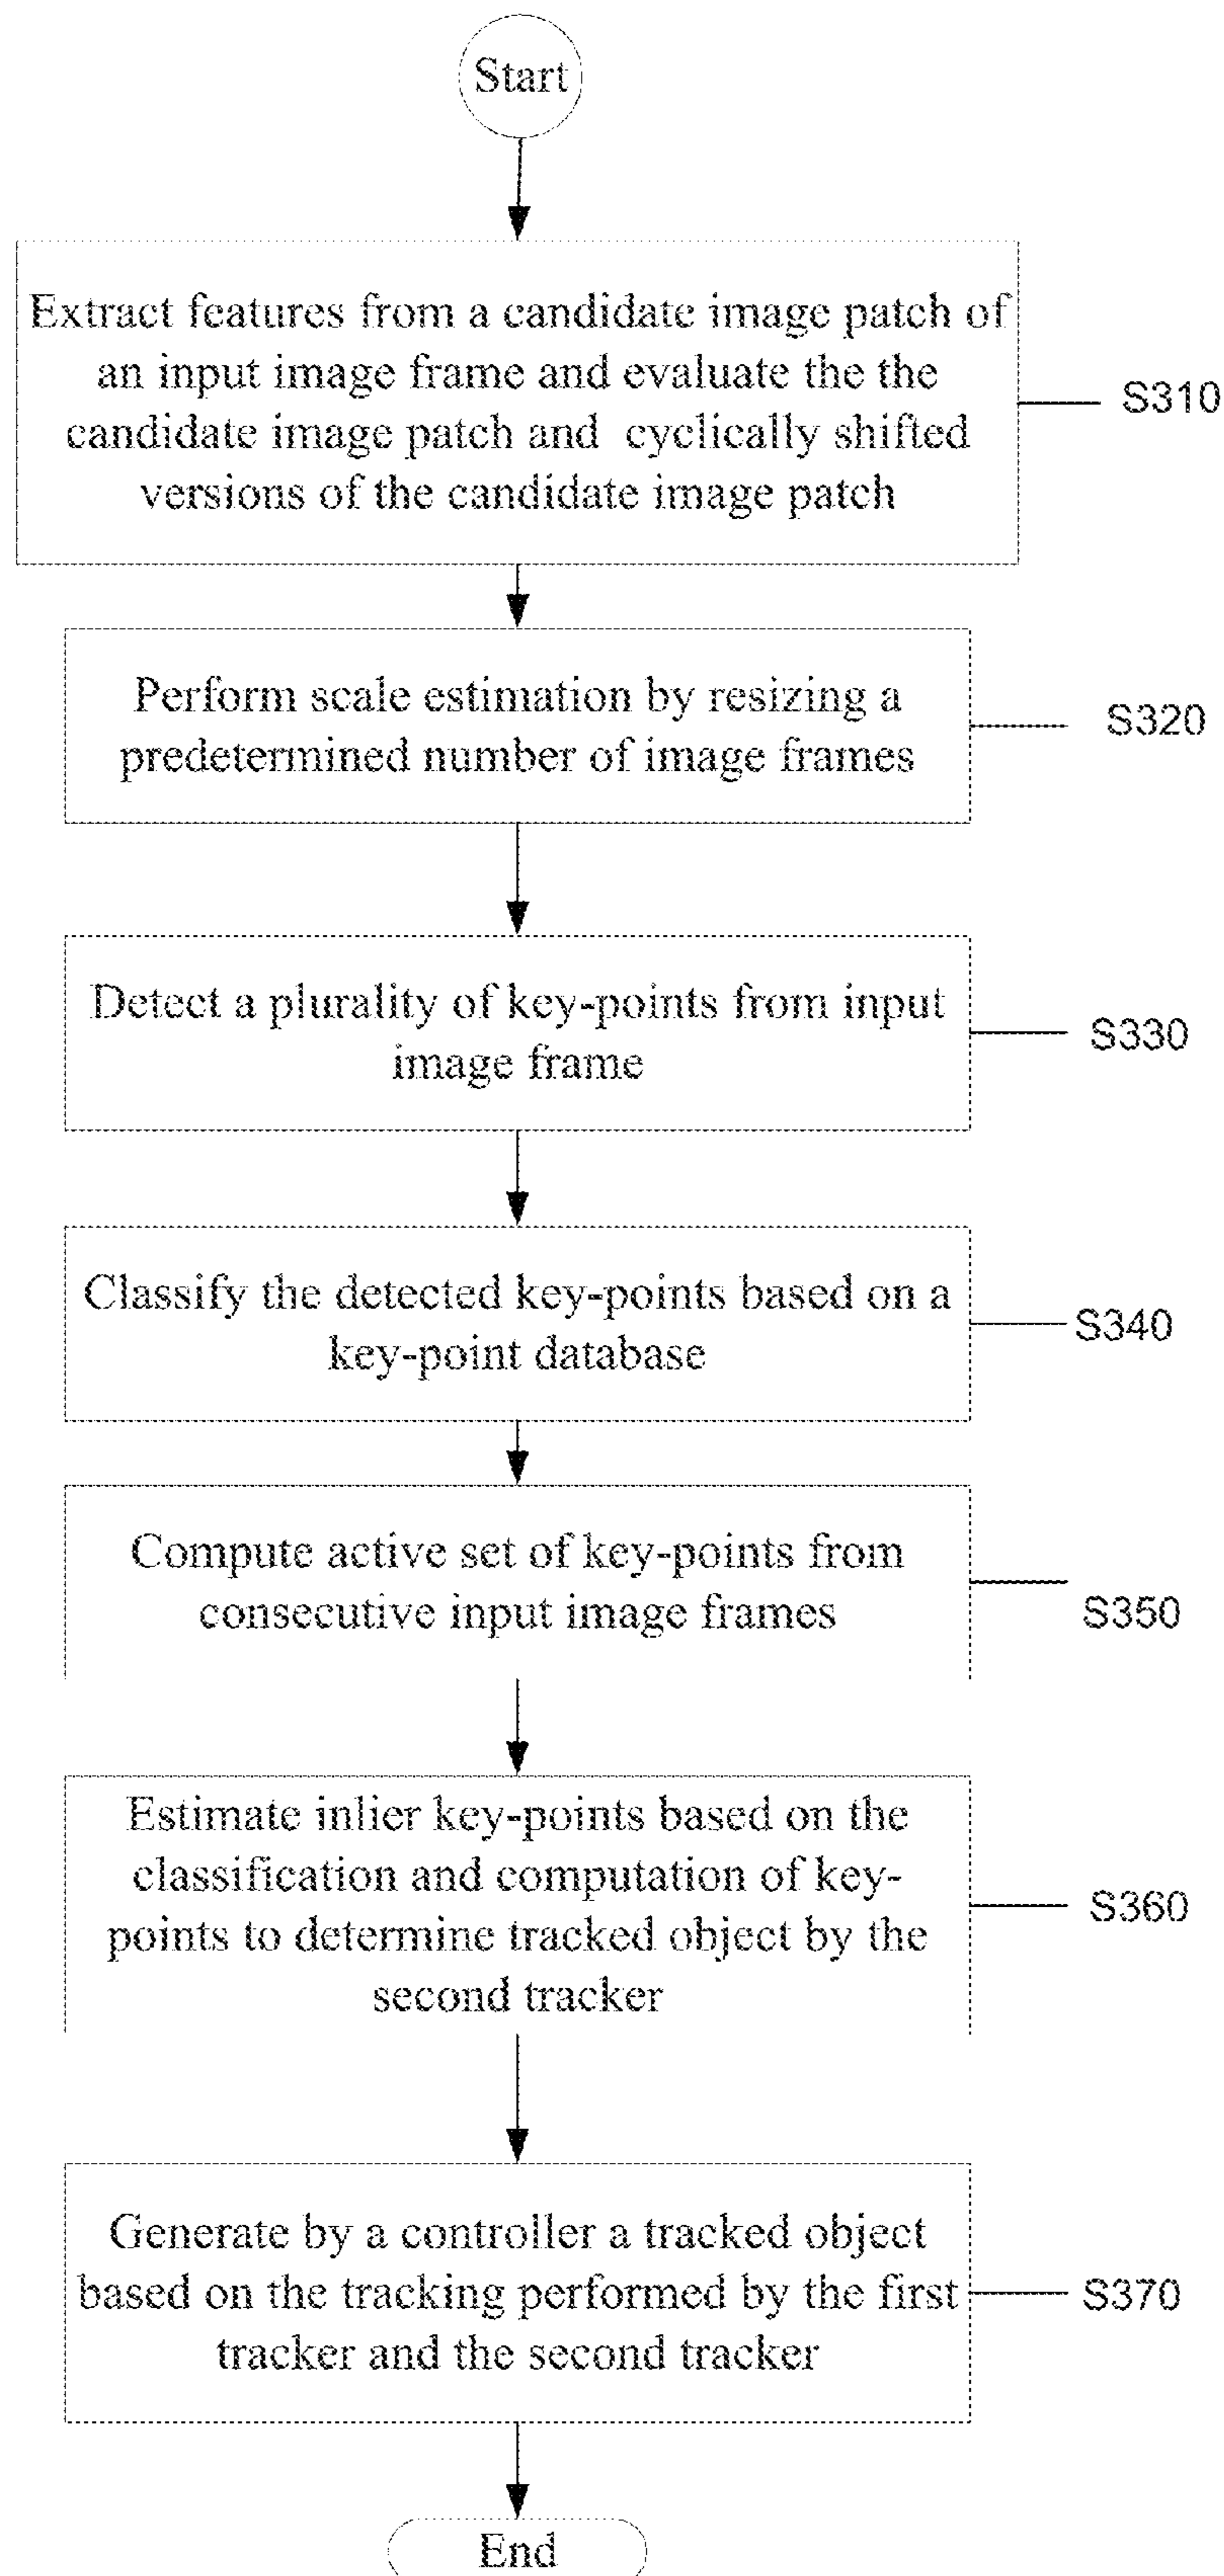 Start
Extract features from a candidate image patch of
an input image frame and evaluate the the
candidate image patch and cyclically shifted
versions of the candidate image patch
S310
Perform scale estimation by resizing a
predetermined number of image frames
S320
Detect a plurality of key-points from input
image frame
S330
Classify the detected key-points based on a
key-point database
S340
Compute active set of key-points from
consecutive input image frames
S350
Estimate inlier key-points based on the
classification and computation of key-
points to determine tracked object by the
second tracker
S360
Generate by a controller a tracked object
based on the tracking performed by the first
tracker and the second tracker
S370
End